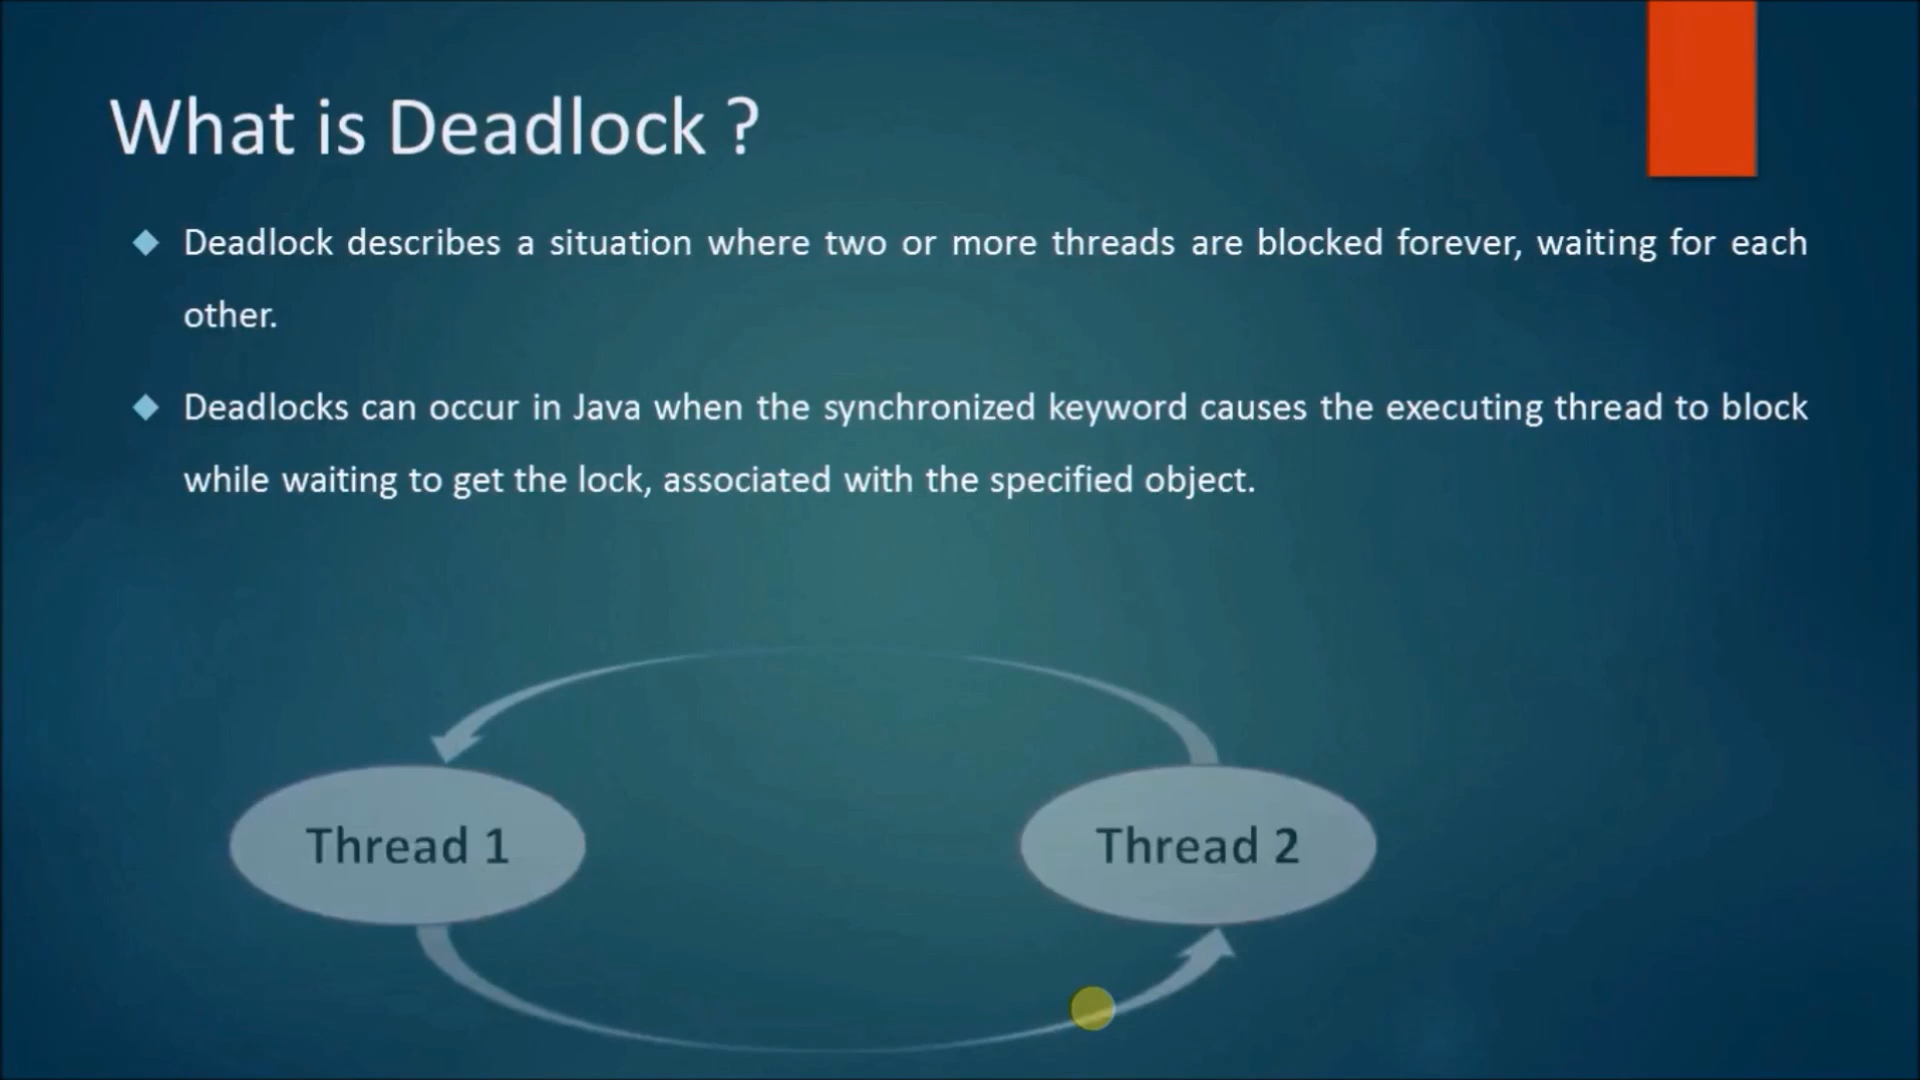 What is Deadlock ?
Deadlock describes a situation where two or more threads are blocked forever, waiting for each
other.
Deadlocks can occur in Java when the synchronized keyword causes the executing thread to block
while waiting to get the lock, associated with the specified object.
Thread 1
Thread 2